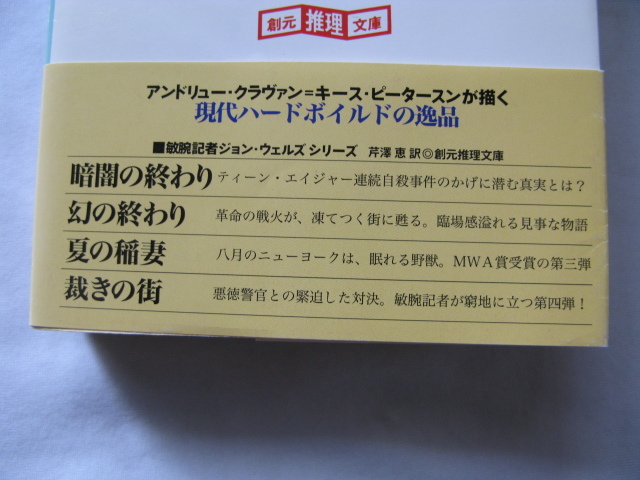 創元推理文庫
アンドリュー・クラヴァン=キース・ピータースンが描く
現代ハードボイルドの逸品
■敏腕記者ジョン・ウェルズ シリーズ 芹澤 恵 訳◎創元推理文庫
暗闇の終わり ティーン・エイジャー連続自殺事件のかげに潜む真実とは？
幻の終わり 革命の戦火が、凍てつく街に甦る。臨場感溢れる見事な物語
夏の稲妻 八月のニューヨークは、眠れる野獣。MWA賞受賞の第三弾
裁きの街 悪徳警官との緊迫した対決。敏腕記者が窮地に立つ第四弾！